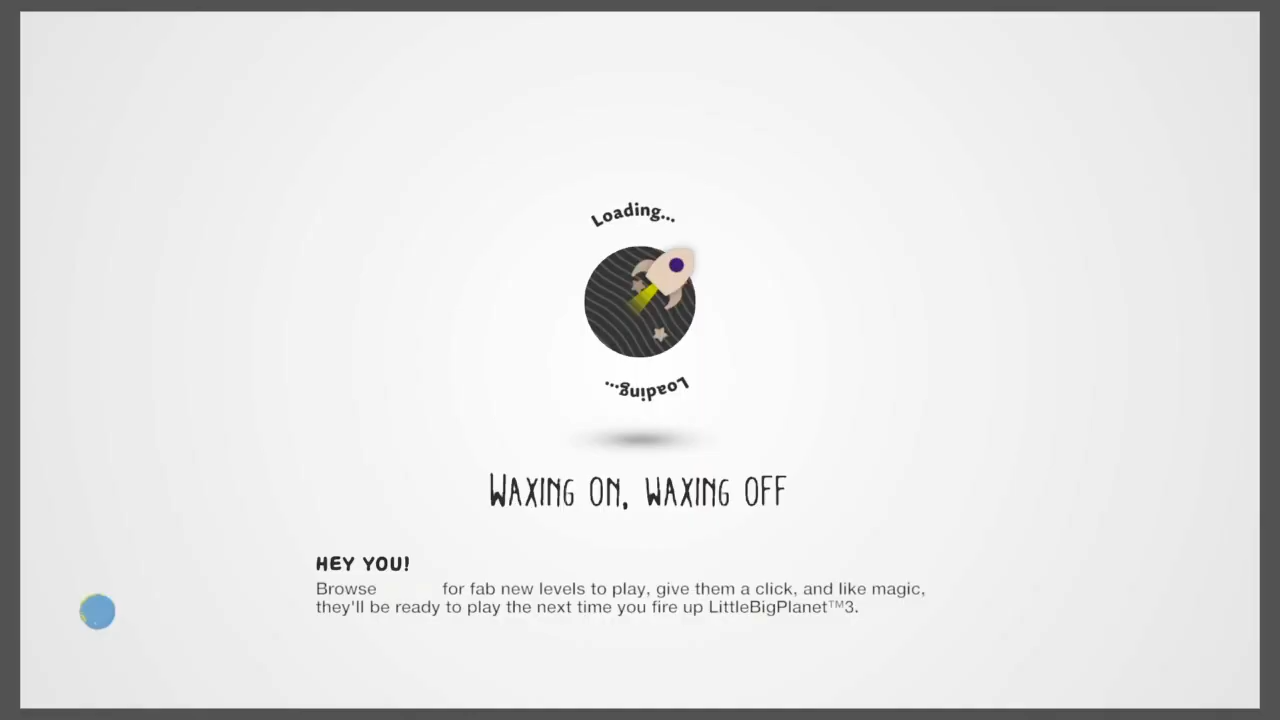 Loading...
Loading...
WAXING ON, WAXING OFF
HEY YOU!
Browse for fab new levels to play, give them a click, and like magic,
they'll be ready to play the next time you fire up LittleBigPlanet™3.